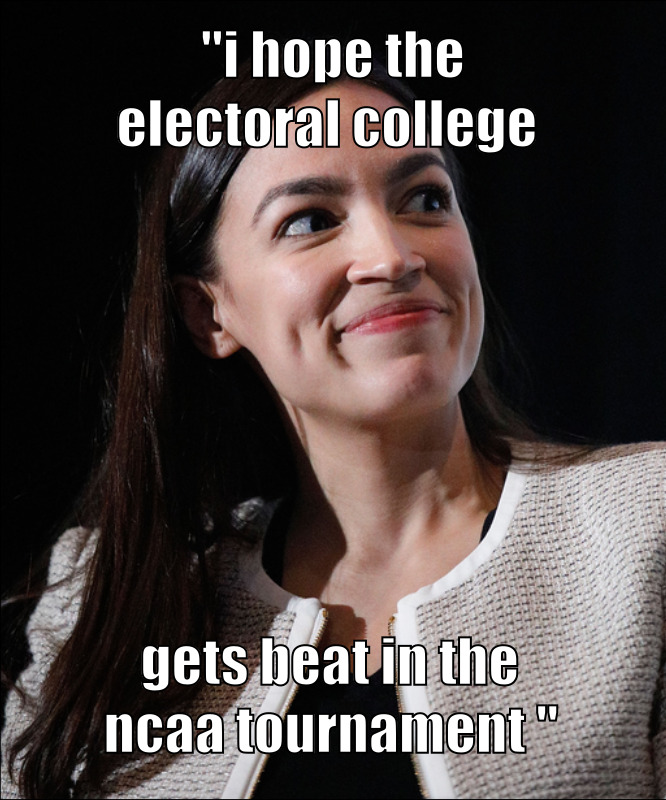 "i hope the
electoral college
gets beat in the
ncaa tournament "